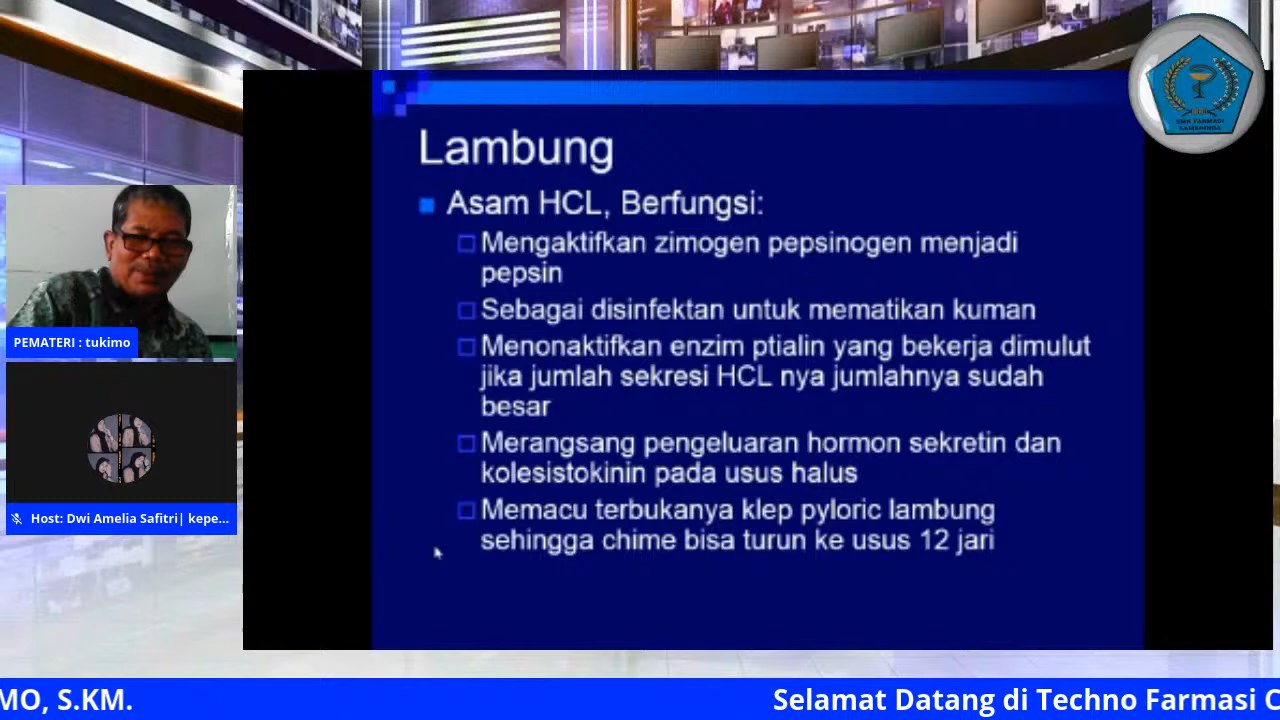 Lambung
Asam HCL, Berfungsi:
Mengaktifkan zimogen pepsinogen menjadi
pepsin
Sebagai disinfektan untuk mematikan kuman
Menonaktifkan enzim ptialin yang bekerja dimulut
jika jumlah sekresi HCL nya jumlahnya sudah
besar
Merangsang pengeluaran hormon sekretin dan
kolesistokinin pada usus halus
Memacu terbukanya klep pyloric lambung
sehingga chime bisa turun ke usus 12 jari
PEMATERI : tukimo
Host: Dwi Amelia Safitri| kepe...
SMK FARMASI
MO, S.KM.
Selamat Datang di Techno Farmasi C